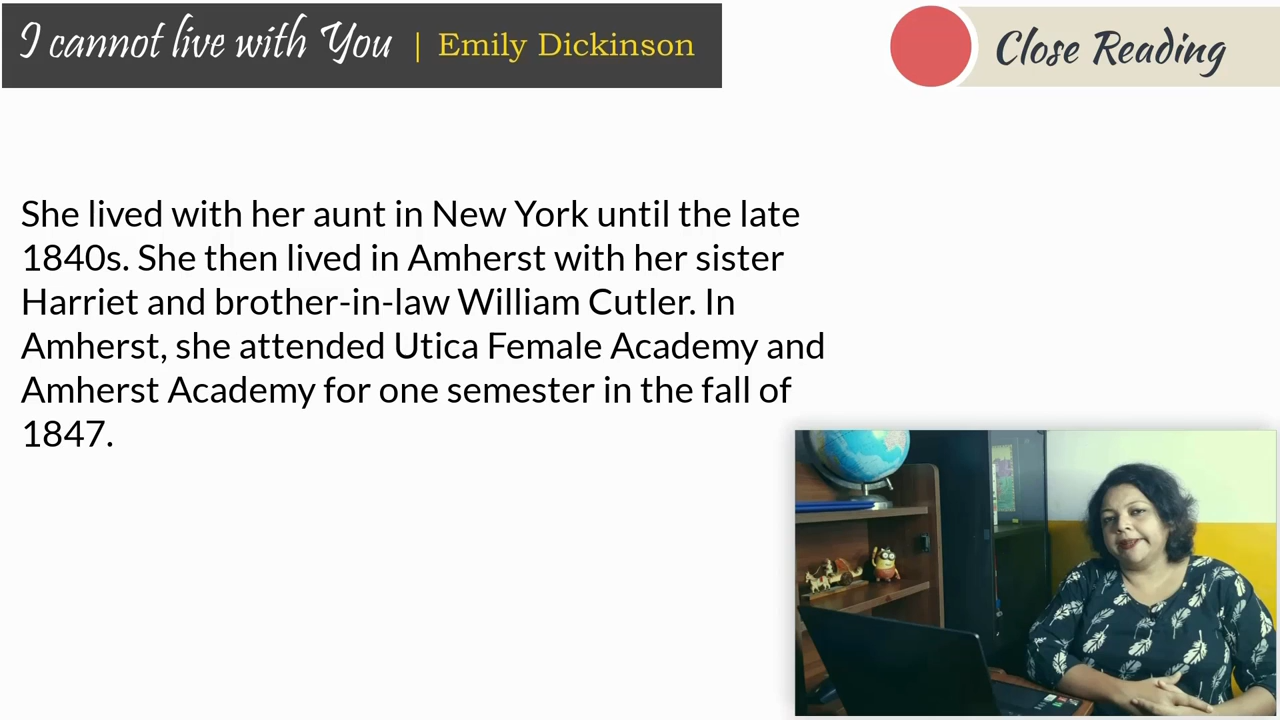 I cannot live with You | Emily Dickinson
Close Reading
She lived with her aunt in New York until the late
1840s. She then lived in Amherst with her sister
Harriet and brother-in-law William Cutler. In
Amherst, she attended Utica Female Academy and
Amherst Academy for one semester in the fall of
1847.